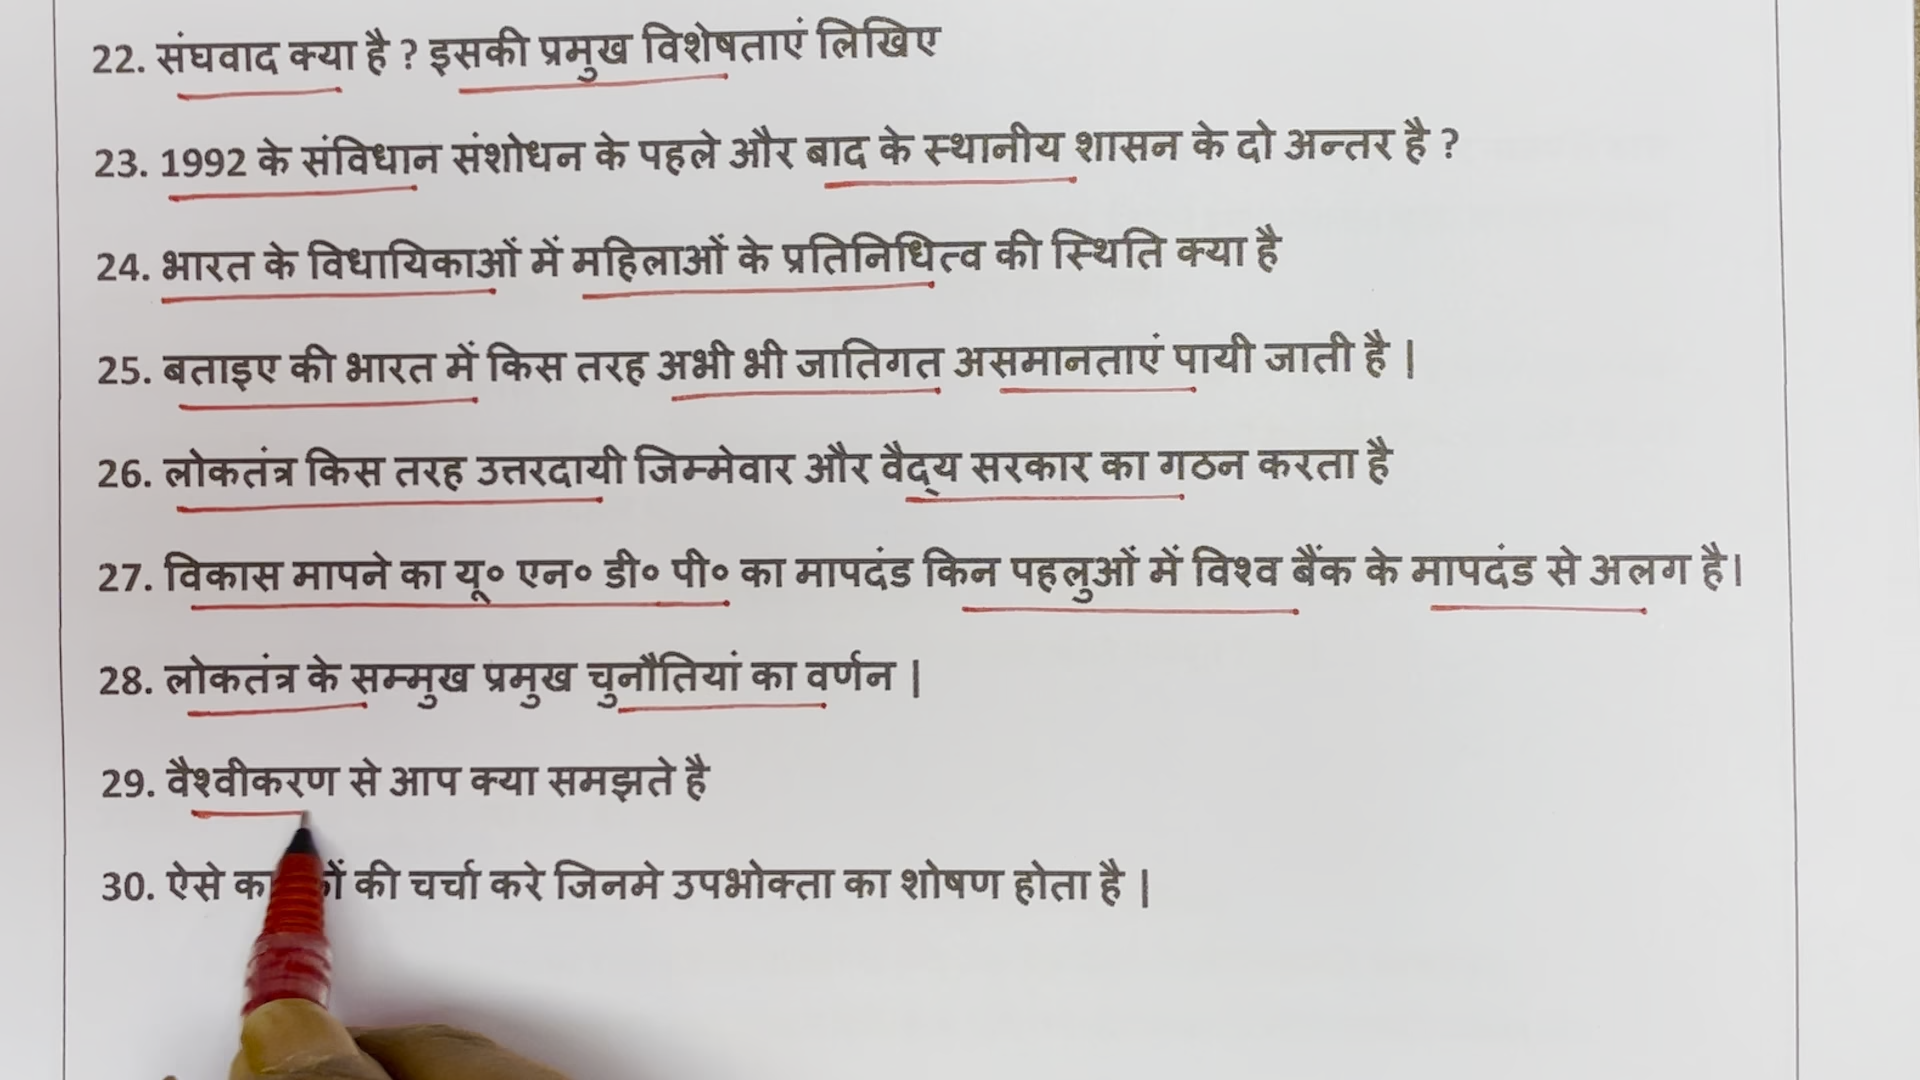 22. संघवाद क्या है ? इसकी प्रमुख विशेषताएं लिखिए
23. 1992 के संविधान संशोधन के पहले और बाद के स्थानीय शासन के दो अन्तर है ?
24. भारत के विधायिकाओं में महिलाओं के प्रतिनिधित्व की स्थिति क्या है
25. बताइए की भारत में किस तरह अभी भी जातिगत असमानताएं पायी जाती है |
26. लोकतंत्र किस तरह उत्तरदायी जिम्मेवार और वैद्य सरकार का गठन करता है
27. विकास मापने का यू० एन० डी० पी० का मापदंड किन पहलुओं में विश्व बैंक के मापदंड से अलग है।
28. लोकतंत्र के सम्मुख प्रमुख चुनौतियां का वर्णन |
29. वैश्वीकरण से आप क्या समझते है
30. ऐसे की चर्चा करे जिनमे उपभोक्ता का शोषण होता है |